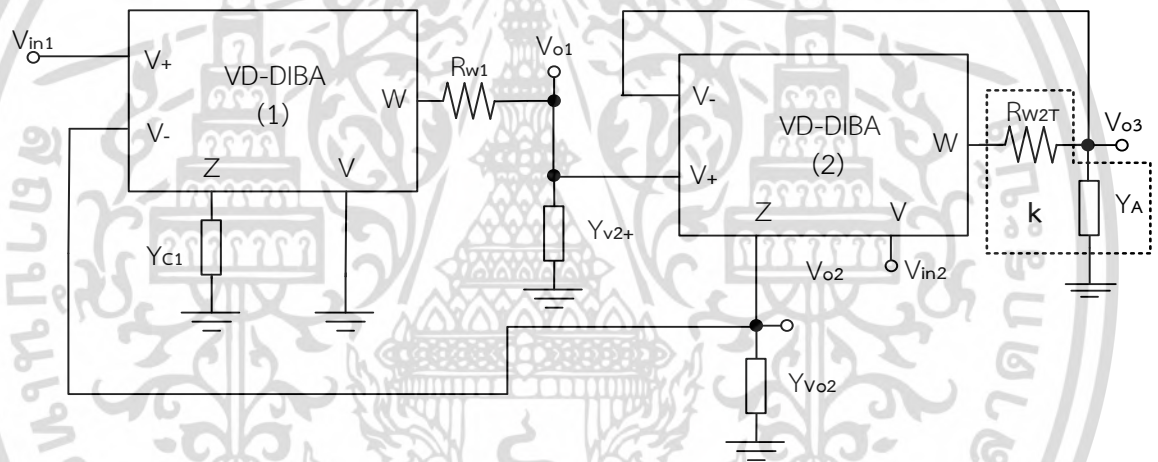 Vin1
V+
VD-DIBA
(1)
V-
W
Z
V
RW1
Vo1
YC1
Yv2+
V-
VD-DIBA
(2)
V+
W
Z
V
RW2T
Vo3
k
YA
Vo2
Vin2
YVo2